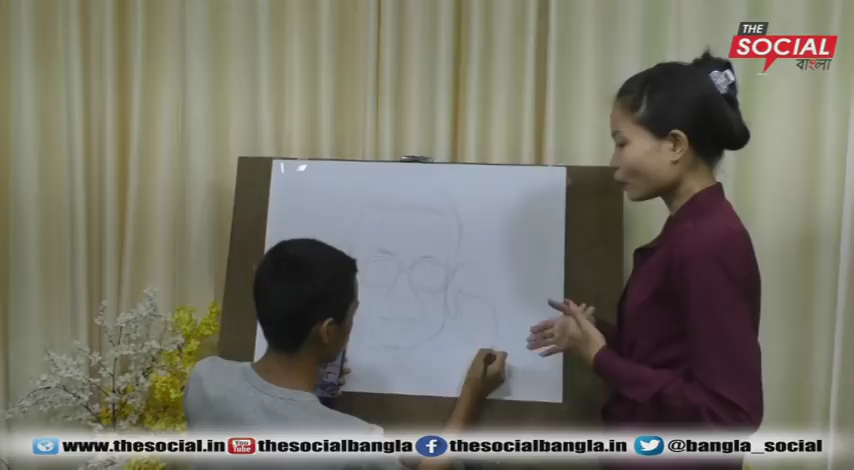 THE
SOCIAL
বাংলা
www.thesocial.in You Tube thesocialbangla f thesocialbangla.in @bangla_social